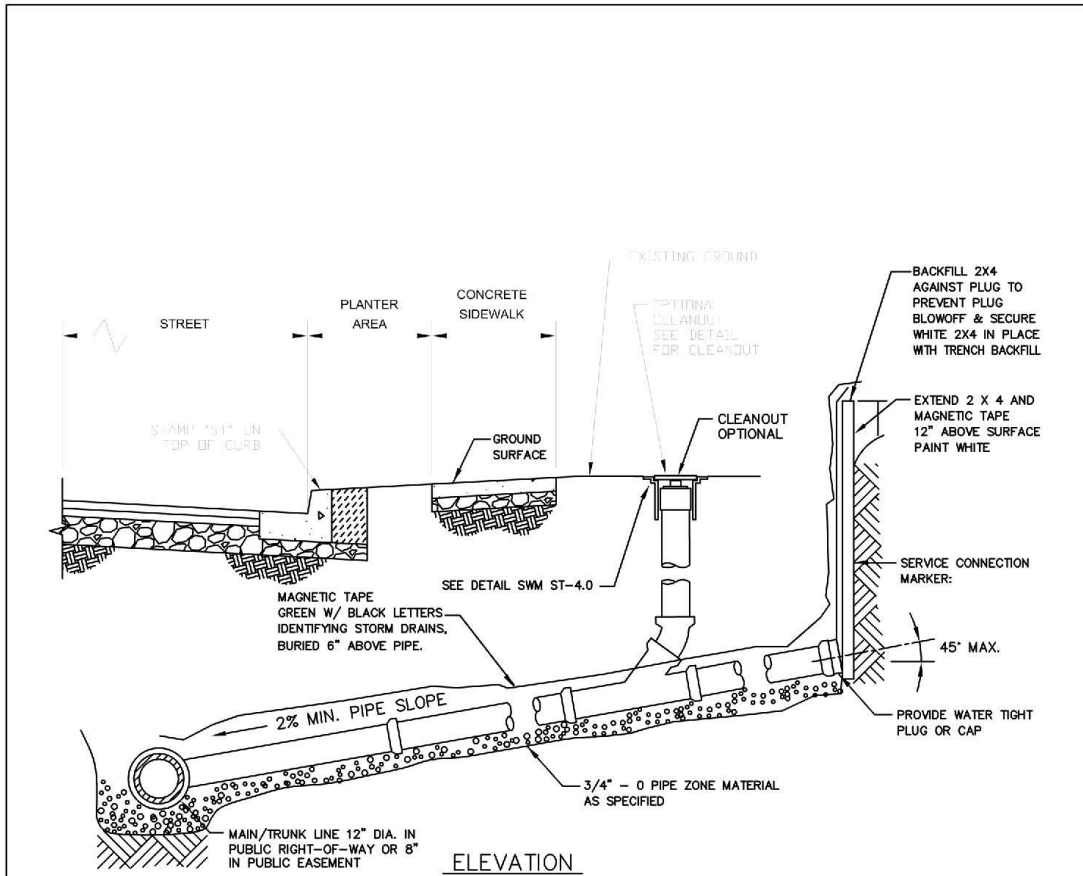 EXISTING GROUND
BACKFILL 2X4
AGAINST PLUG TO
PREVENT PLUG
BLOWOFF & SECURE
WHITE 2X4 IN PLACE
WITH TRENCH BACKFILL
STREET
PLANTER
AREA
CONCRETE
SIDEWALK
OPTIONAL
CLEANOUT
SEE DETAIL
FOR CLEANOUT
EXTEND 2 X 4 AND
MAGNETIC TAPE
12" ABOVE SURFACE
PAINT WHITE
STAMP "ST" ON
TOP OF CURB
GROUND
SURFACE
CLEANOUT
OPTIONAL
SEE DETAIL SWM ST-4.0
SERVICE CONNECTION
MARKER:
MAGNETIC TAPE
GREEN W/ BLACK LETTERS
IDENTIFYING STORM DRAINS,
BURIED 6" ABOVE PIPE.
45° MAX.
2% MIN. PIPE SLOPE
PROVIDE WATER TIGHT
PLUG OR CAP
3/4" - 0 PIPE ZONE MATERIAL
AS SPECIFIED
MAIN/TRUNK LINE 12" DIA. IN
PUBLIC RIGHT-OF-WAY OR 8"
IN PUBLIC EASEMENT
ELEVATION